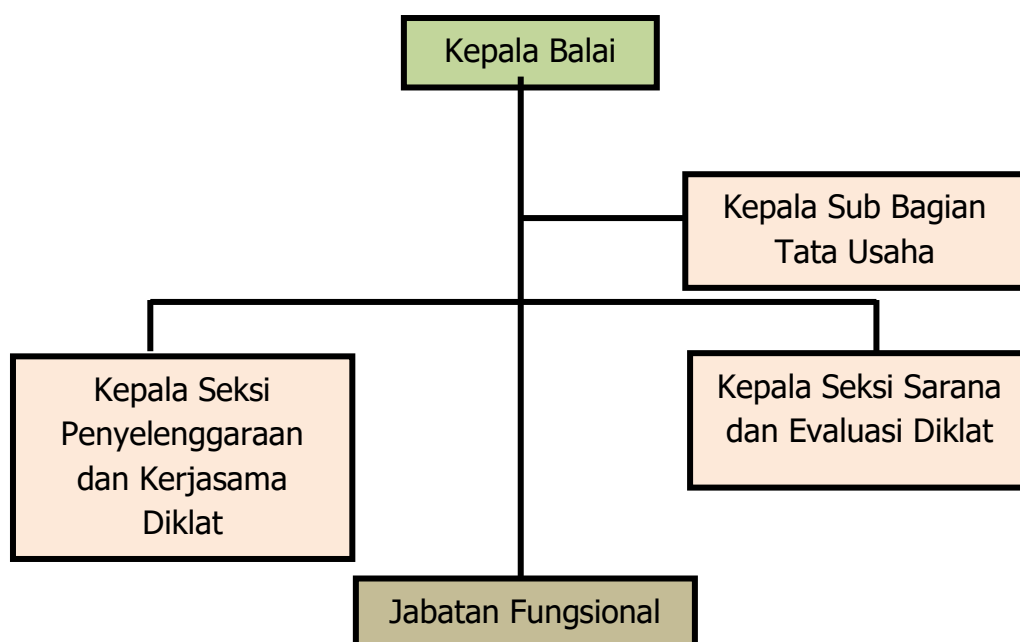 Kepala Balai
Kepala Sub Bagian
Tata Usaha
Kepala Seksi
Penyelenggaraan
dan Kerjasama
Diklat
Kepala Seksi Sarana
dan Evaluasi Diklat
Jabatan Fungsional